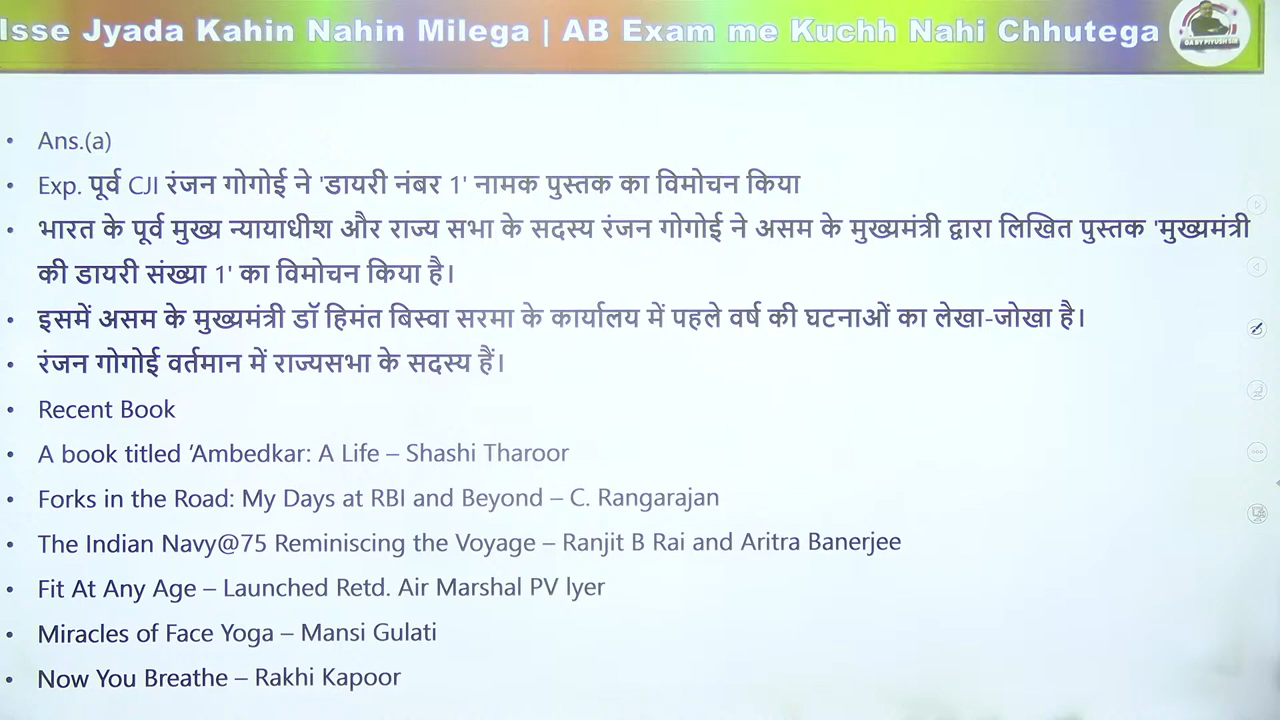 Isse Jyada Kahin Nahin Milega | AB Exam me Kuchh Nahi Chhutega
GA BY PIYUSH SIR
• Ans.(a)
• Exp. पूर्व CJI रंजन गोगोई ने 'डायरी नंबर 1' नामक पुस्तक का विमोचन किया
• भारत के पूर्व मुख्य न्यायाधीश और राज्य सभा के सदस्य रंजन गोगोई ने असम के मुख्यमंत्री द्वारा लिखित पुस्तक 'मुख्यमंत्री
की डायरी संख्या 1' का विमोचन किया है।
• इसमें असम के मुख्यमंत्री डॉ हिमंत बिस्वा सरमा के कार्यालय में पहले वर्ष की घटनाओं का लेखा-जोखा है।
• रंजन गोगोई वर्तमान में राज्यसभा के सदस्य हैं।
• Recent Book
• A book titled ‘Ambedkar: A Life – Shashi Tharoor
• Forks in the Road: My Days at RBI and Beyond – C. Rangarajan
• The Indian Navy@75 Reminiscing the Voyage – Ranjit B Rai and Aritra Banerjee
• Fit At Any Age – Launched Retd. Air Marshal PV Iyer
• Miracles of Face Yoga – Mansi Gulati
• Now You Breathe – Rakhi Kapoor